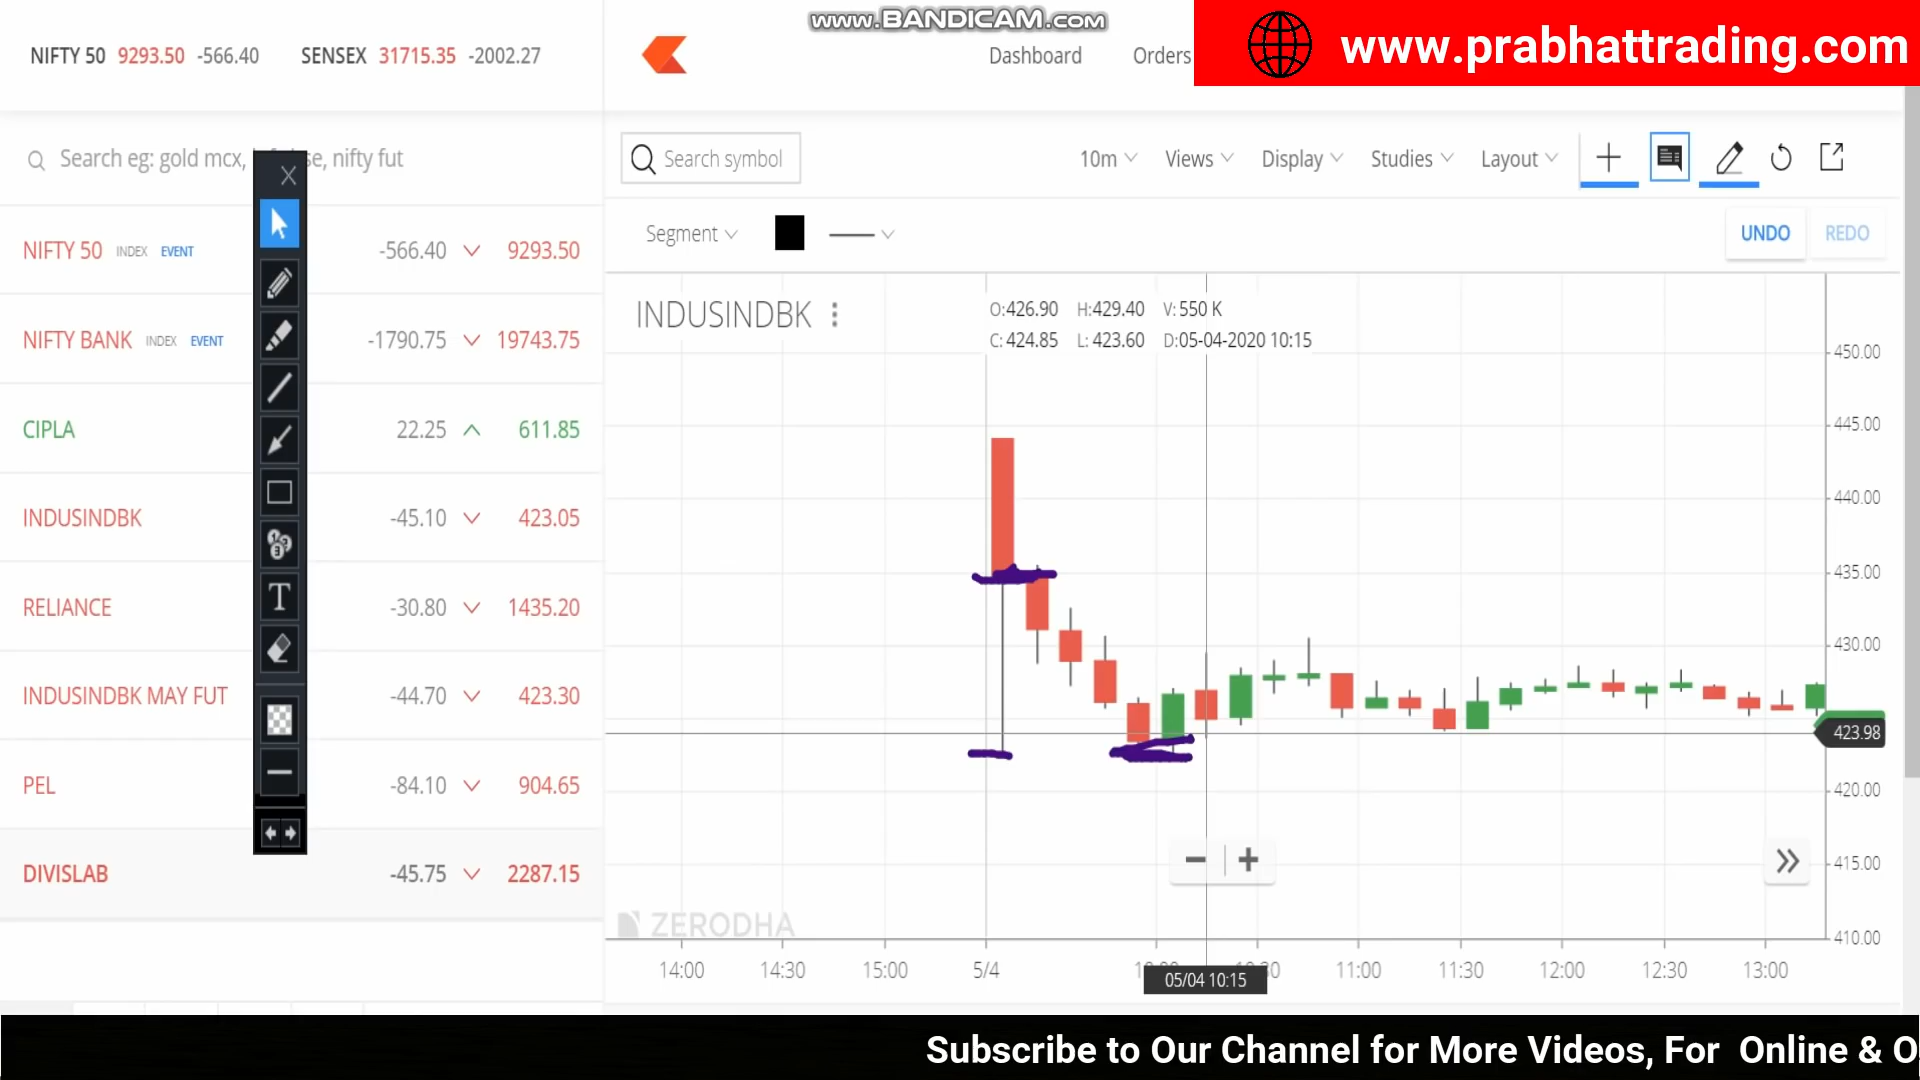 www.BANDICAM.com
www.prabhattrading.com
NIFTY 50 9293.50 -566.40 SENSEX 31715.35 -2002.27
Dashboard Orders
Search eg: gold mcx, se, nifty fut
Search symbol 10m Views Display Studies Layout
Segment UNDO REDO
NIFTY 50 INDEX EVENT -566.40 9293.50
NIFTY BANK INDEX EVENT -1790.75 19743.75
CIPLA 22.25 611.85
INDUSINDBK -45.10 423.05
RELIANCE -30.80 1435.20
INDUSINDBK MAY FUT -44.70 423.30
PEL -84.10 904.65
DIVISLAB -45.75 2287.15
T
INDUSINDBK
O:426.90 H:429.40 V:550 K
C:424.85 L:423.60 D:05-04-2020 10:15
450.00
445.00
440.00
435.00
430.00
423.98
420.00
415.00
410.00
ZERODHA
14:00 14:30 15:00 5/4 11:00 11:30 12:00 12:30 13:00
05/04 10:15
Subscribe to Our Channel for More Videos, For Online & O